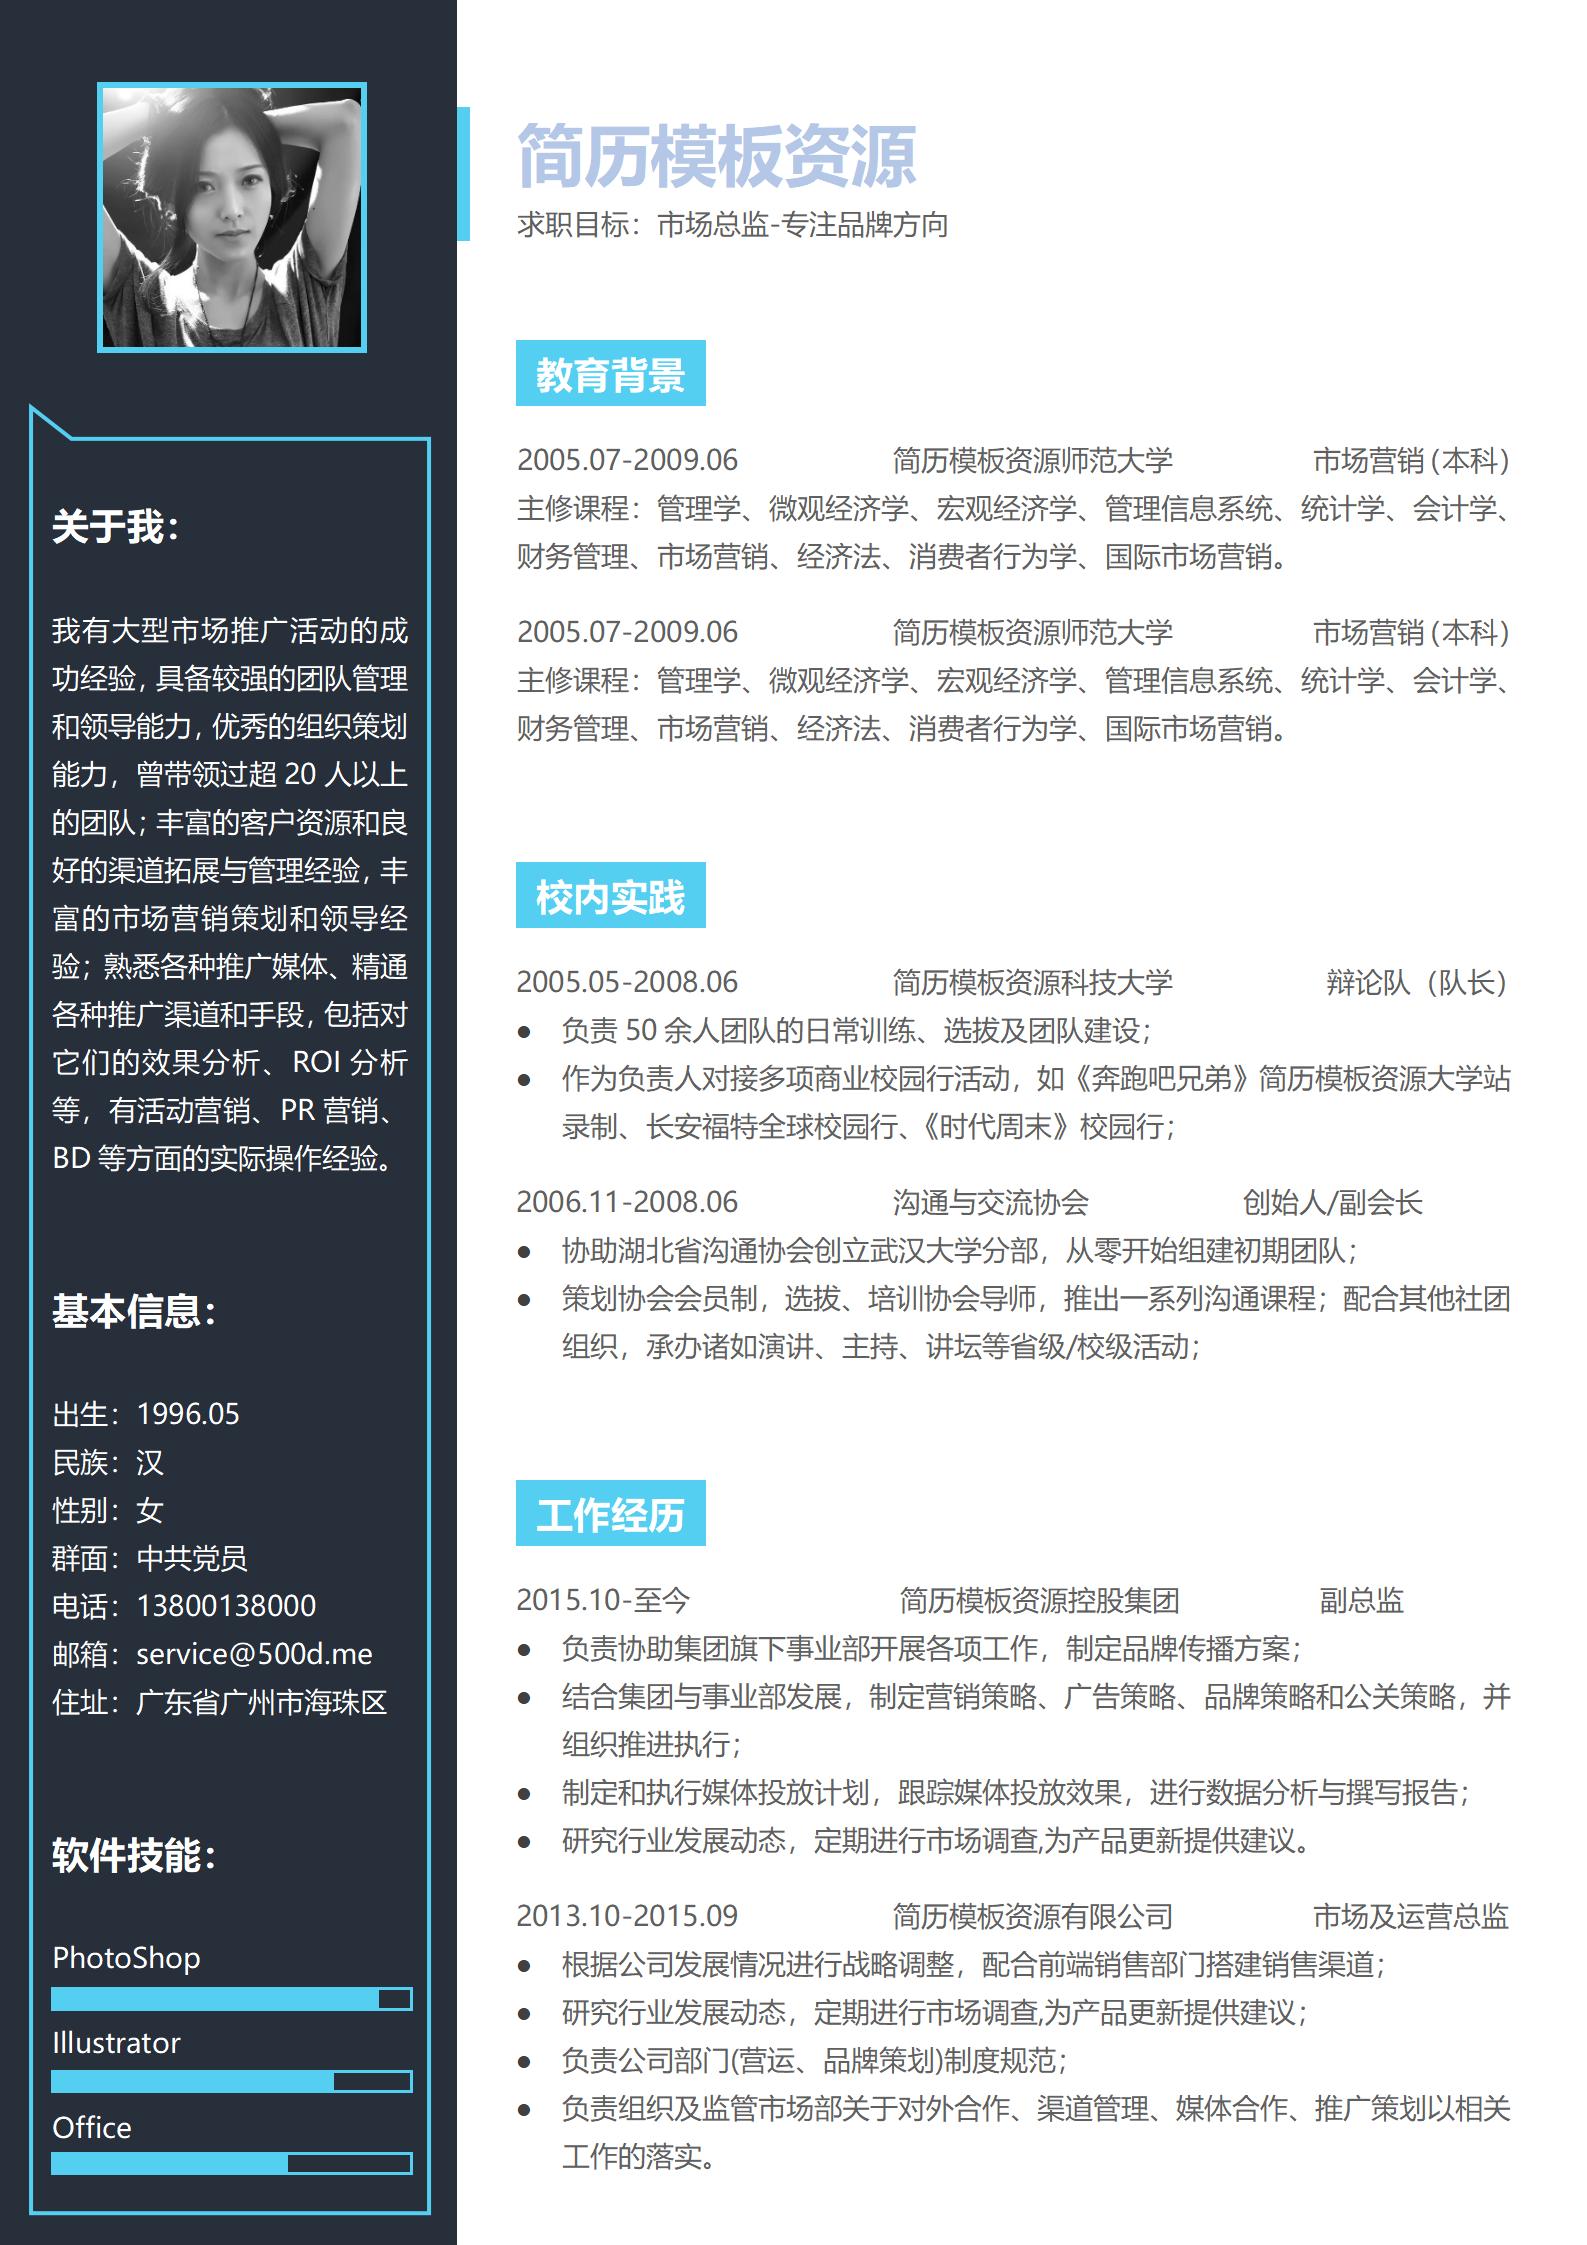 简历模板资源
求职目标：市场总监-专注品牌方向
关于我：
我有大型市场推广活动的成
功经验，具备较强的团队管理
和领导能力，优秀的组织策划
能力，曾带领过超 20 人以上
的团队；丰富的客户资源和良
好的渠道拓展与管理经验，丰
富的市场营销策划和领导经
验；熟悉各种推广媒体、精通
各种推广渠道和手段，包括对
它们的效果分析、ROI 分析
等，有活动营销、PR 营销、
BD 等方面的实际操作经验。
基本信息：
出生：1996.05
民族：汉
性别：女
群面：中共党员
电话：13800138000
邮箱：service@500d.me
住址：广东省广州市海珠区
软件技能：
PhotoShop
Illustrator
Office
教育背景
2005.07-2009.06 简历模板资源师范大学 市场营销（本科）
主修课程：管理学、微观经济学、宏观经济学、管理信息系统、统计学、会计学、
财务管理、市场营销、经济法、消费者行为学、国际市场营销。
2005.07-2009.06 简历模板资源师范大学 市场营销（本科）
主修课程：管理学、微观经济学、宏观经济学、管理信息系统、统计学、会计学、
财务管理、市场营销、经济法、消费者行为学、国际市场营销。
校内实践
2005.05-2008.06 简历模板资源科技大学 辩论队（队长）
● 负责 50 余人团队的日常训练、选拔及团队建设；
● 作为负责人对接多项商业校园行活动，如《奔跑吧兄弟》简历模板资源大学站
录制、长安福特全球校园行、《时代周末》校园行；
2006.11-2008.06 沟通与交流协会 创始人/副会长
● 协助湖北省沟通协会创立武汉大学分部，从零开始组建初期团队；
● 策划协会会员制，选拔、培训协会导师，推出一系列沟通课程；配合其他社团
组织，承办诸如演讲、主持、讲坛等省级/校级活动；
工作经历
2015.10-至今 简历模板资源控股集团 副总监
● 负责协助集团旗下事业部开展各项工作，制定品牌传播方案；
● 结合集团与事业部发展，制定营销策略、广告策略、品牌策略和公关策略，并
组织推进执行；
● 制定和执行媒体投放计划，跟踪媒体投放效果，进行数据分析与撰写报告；
● 研究行业发展动态，定期进行市场调查,为产品更新提供建议。
2013.10-2015.09 简历模板资源有限公司 市场及运营总监
● 根据公司发展情况进行战略调整，配合前端销售部门搭建销售渠道；
● 研究行业发展动态，定期进行市场调查,为产品更新提供建议；
● 负责公司部门(营运、品牌策划)制度规范；
● 负责组织及监管市场部关于对外合作、渠道管理、媒体合作、推广策划以相关
工作的落实。